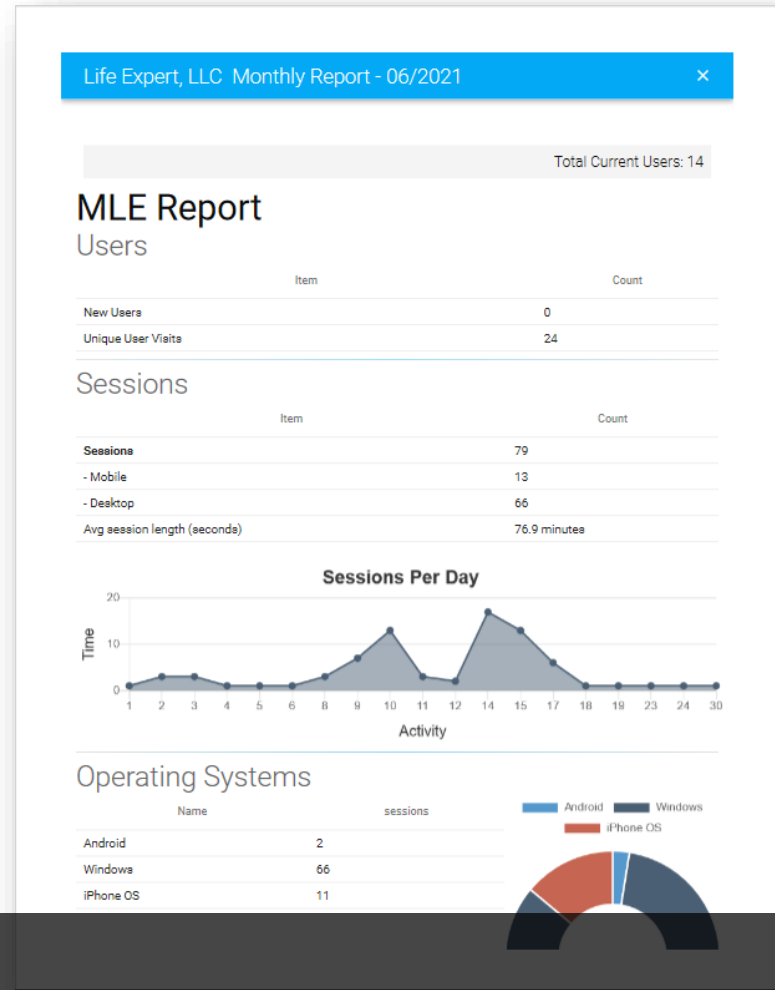 Life Expert, LLC  Monthly Report - 06/2021 ×
Total Current Users: 14
MLE Report
Users
Item Count
New Users 0
Unique User Visits 24
Sessions
Item Count
Sessions 79
- Mobile 13
- Desktop 66
Avg session length (seconds) 76.9 minutes
Sessions Per Day
20
Time
10
0
1 2 3 4 5 6 8 9 10 11 12 14 15 17 18 19 23 24 30
Activity
Operating Systems
Name sessions
Android Windows
iPhone OS
Android 2
Windows 66
iPhone OS 11